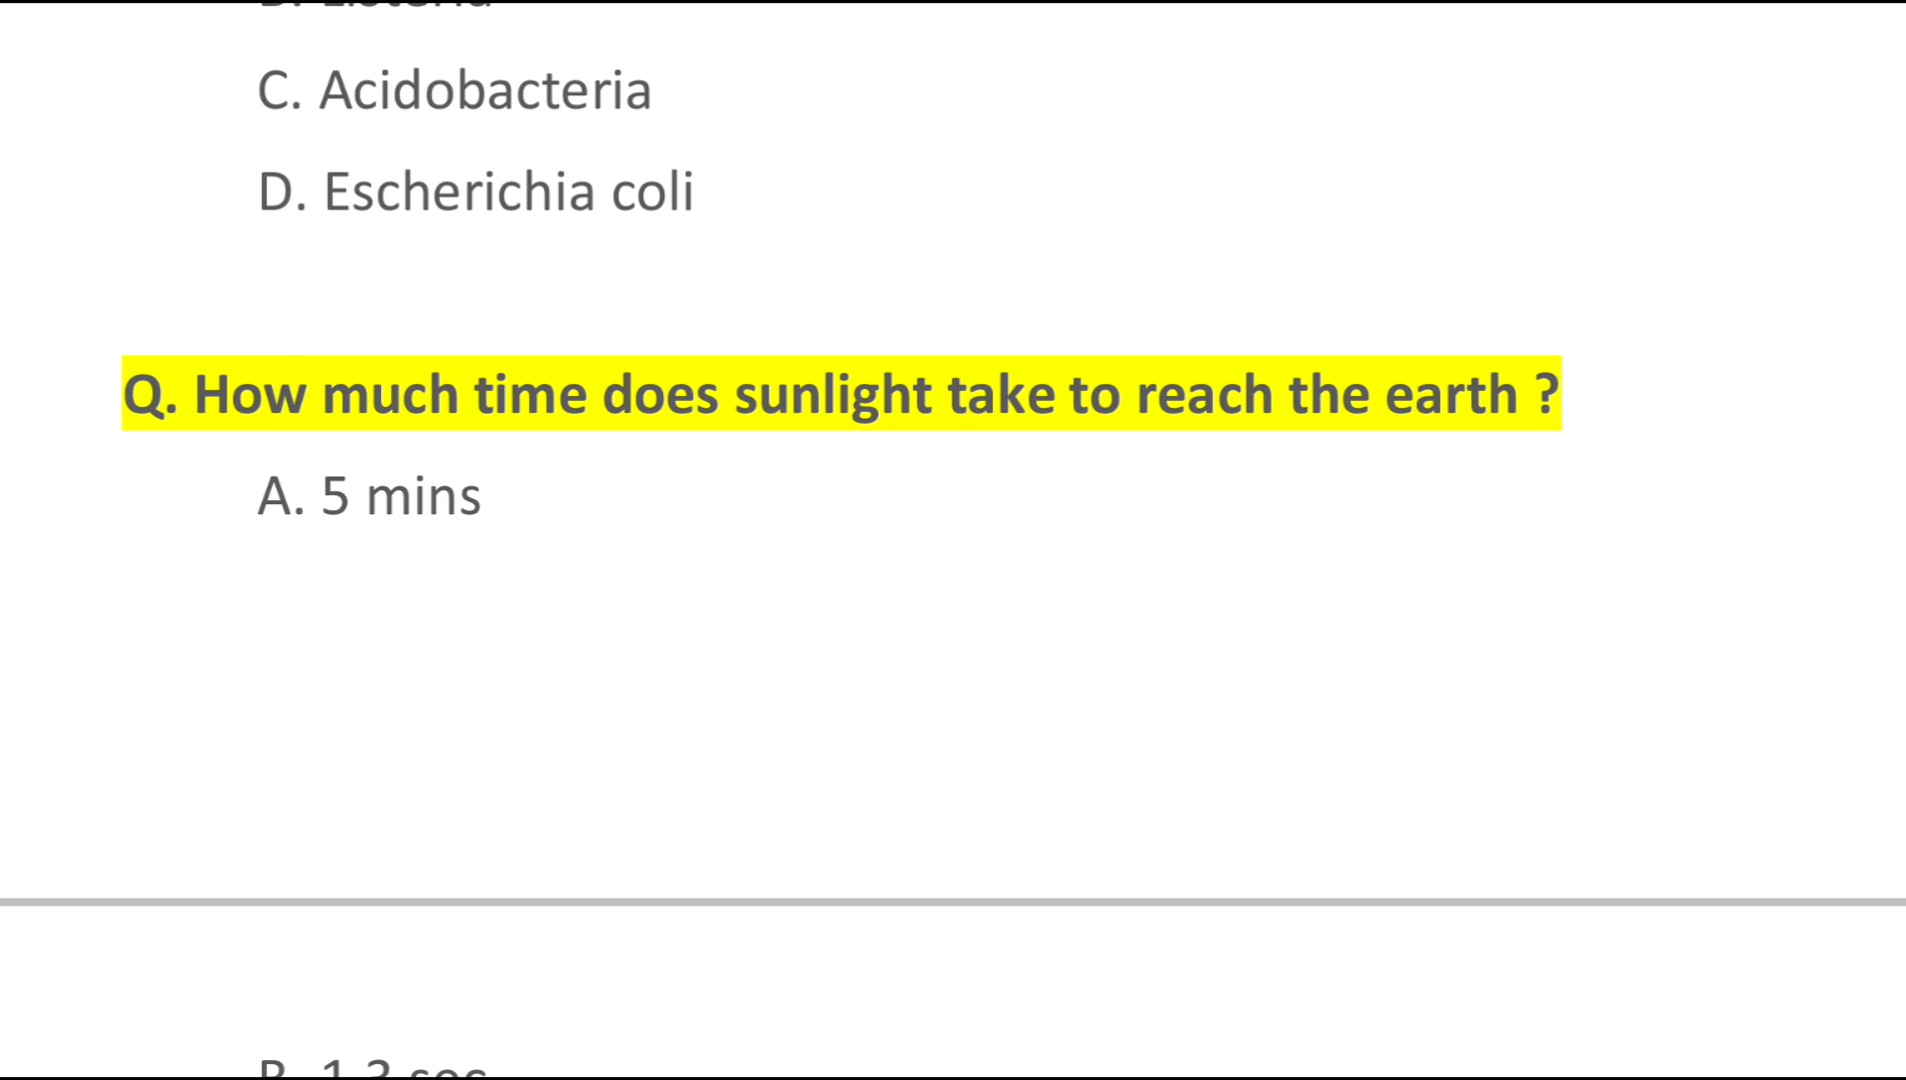 C. Acidobacteria
D. Escherichia coli
Q. How much time does sunlight take to reach the earth ?
A. 5 mins